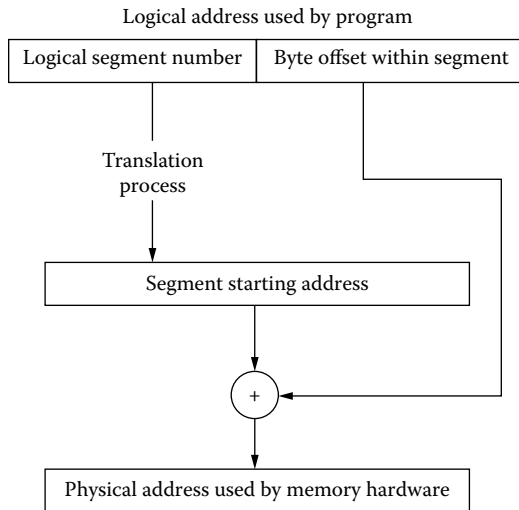 Logical address used by program
Logical segment number
Byte offset within segment
Translation
process
Segment starting address
+
Physical address used by memory hardware